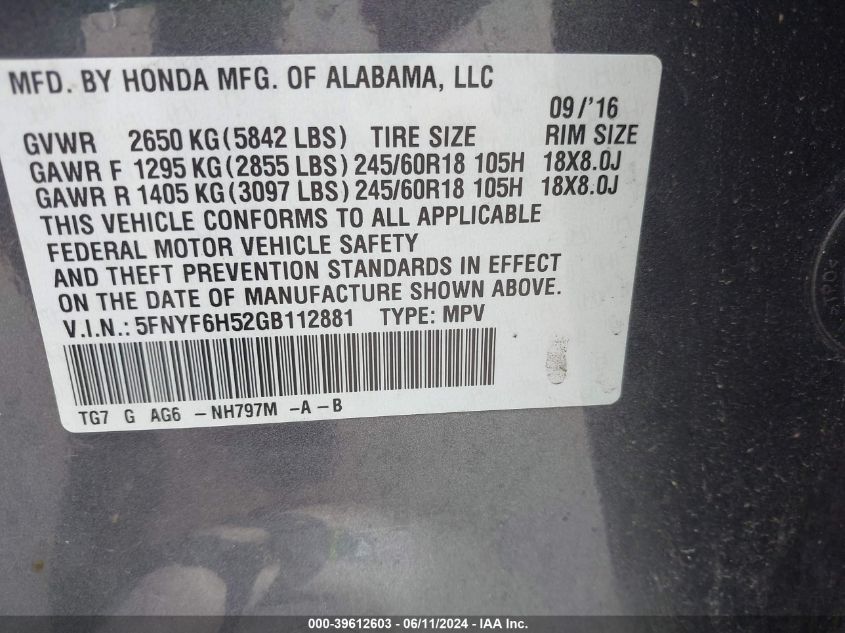 MFD. BY HONDA MFG. OF ALABAMA, LLC
09/'16
GVWR 2650 KG(5842 LBS) TIRE SIZE RIM SIZE
GAWR F 1295 KG(2855 LBS) 245/60R18 105H 18X8.0J
GAWR R 1405 KG(3097 LBS) 245/60R18 105H 18X8.0J
THIS VEHICLE CONFORMS TO ALL APPLICABLE
FEDERAL MOTOR VEHICLE SAFETY
AND THEFT PREVENTION STANDARDS IN EFFECT
ON THE DATE OF MANUFACTURE SHOWN ABOVE.
V.I.N.: 5FNYF6H52GB112881 TYPE: MPV
TG7 G AG6 -NH797M -A-B
000-39612603 - 06/11/2024 - IAA Inc.